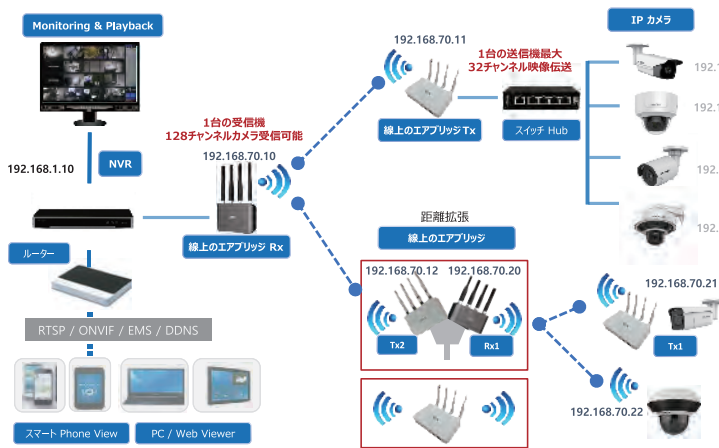 Monitoring & Playback
192.168.1.10
NVR
ルーター
RTSP / ONVIF / EMS / DDNS
スマート Phone View
PC / Web Viewer
1台の受信機
128チャンネルカメラ受信可能
192.168.70.10
線上のエアブリッジ Rx
192.168.70.11
線上のエアブリッジ Tx
1台の送信機最大
32チャンネル映像伝送
スイッチ Hub
IP カメラ
192.1
192.1
192.
192.
距離拡張
線上のエアブリッジ
192.168.70.12
192.168.70.20
Tx2
Rx1
192.168.70.21
Tx1
192.168.70.22